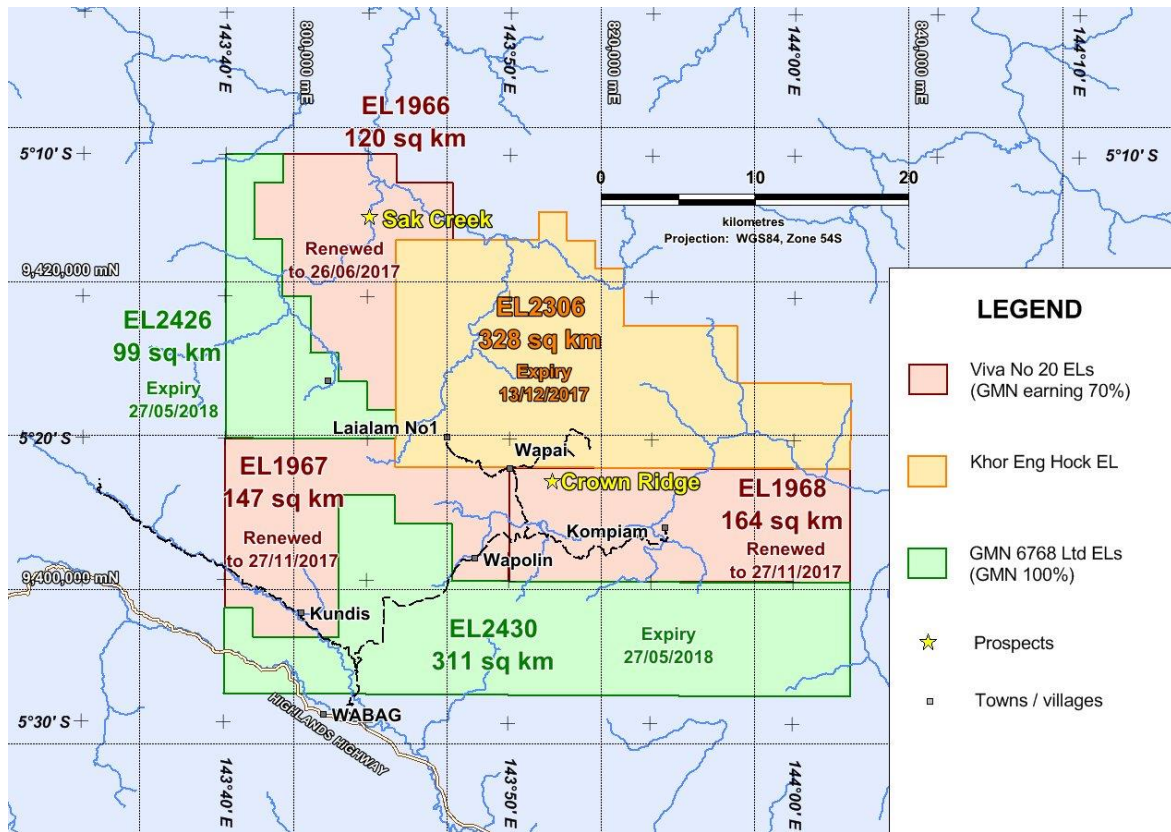 143°40' E
800,000 mE
143°50' E
820,000 mE
144°00' E
840,000 mE
144°10' E
EL1966
120 sq km
5°10' S
5°10' S
0
10
20
kilometres
Projection: WGS84, Zone 54S
Sak Creek
Renewed
to 26/06/2017
9,420,000 mN
EL2426
99 sq km
Expiry
27/05/2018
EL2306
328 sq km
Expiry
13/12/2017
LEGEND
Viva No 20 ELs
(GMN earning 70%)
Khor Eng Hock EL
GMN 6768 Ltd ELs
(GMN 100%)
Prospects
Towns / villages
Laialam No1
5°20' S
Wapai
EL1967
147 sq km
Renewed
to 27/11/2017
Crown Ridge
EL1968
164 sq km
Kompiam
Renewed
to 27/11/2017
Wapolin
9,400,000 mN
Kundis
EL2430
311 sq km
Expiry
27/05/2018
5°30' S
WABAG
HIGHLANDS HIGHWAY
143°40' E
143°50' E
144°00' E